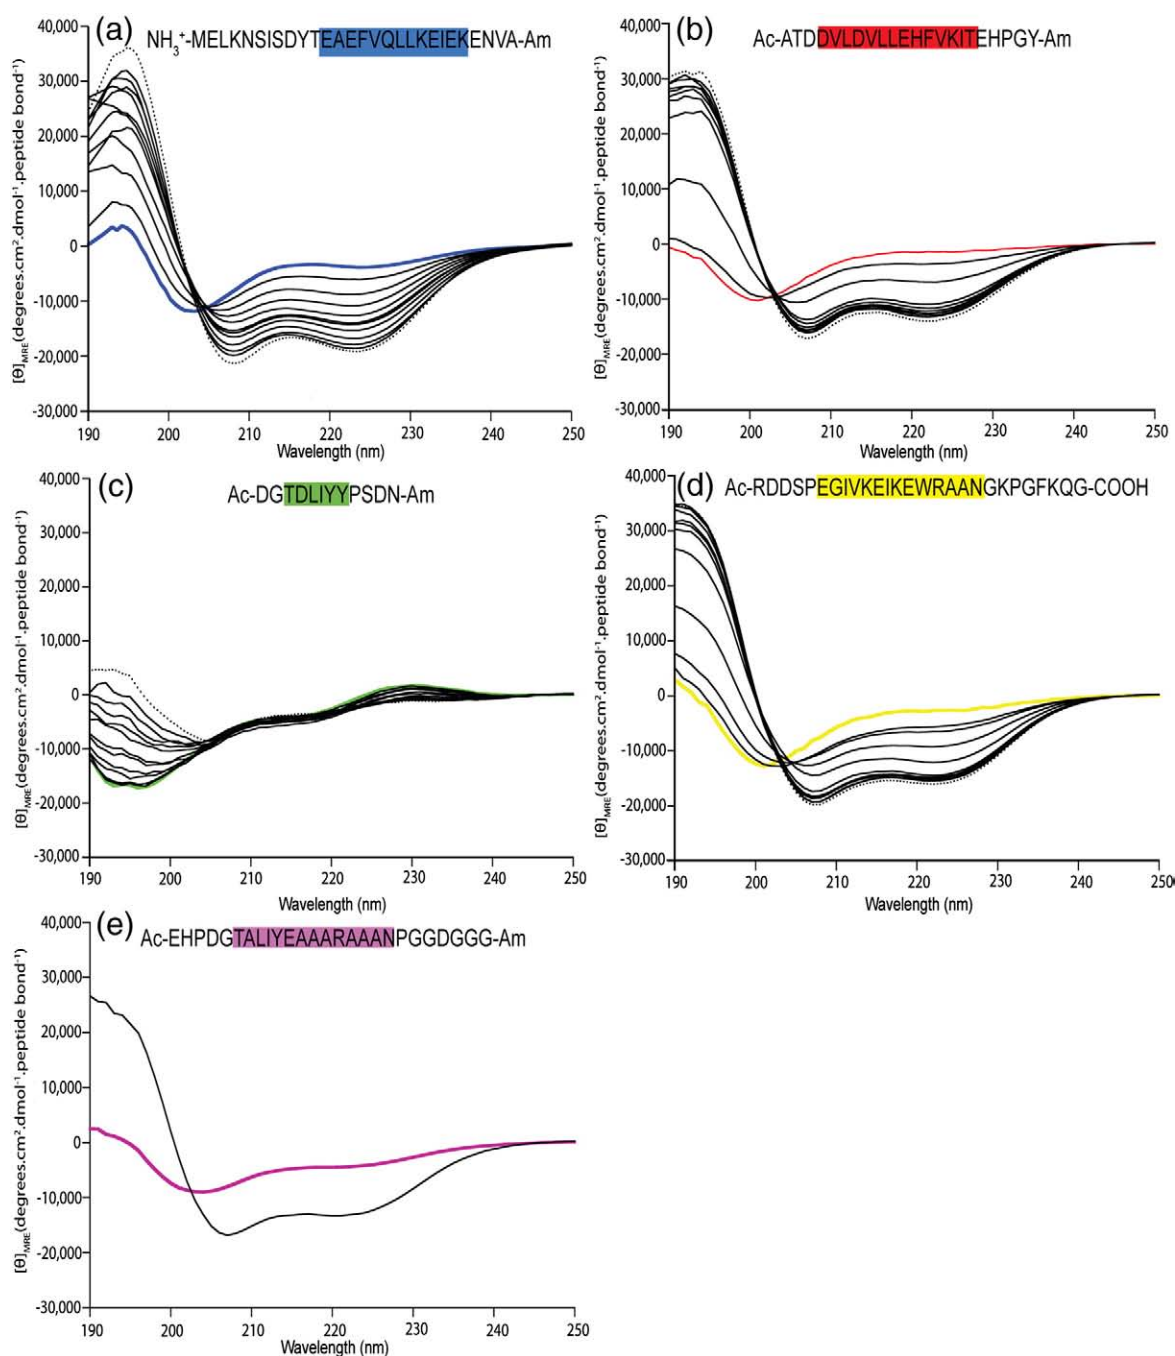 (a)
NH₃⁺-MELKNSISDYTEAEFVQLLKEIEKENVA-Am
[θ]MRE(degrees.cm².dmol⁻¹.peptide bond⁻¹)
40,000
30,000
20,000
10,000
0
-10,000
-20,000
-30,000
190 200 210 220 230 240 250
Wavelength (nm)
(b)
Ac-ATDDVLDVLLEHFVKITEHPGY-Am
[θ]MRE(degrees.cm².dmol⁻¹.peptide bond⁻¹)
40,000
30,000
20,000
10,000
0
-10,000
-20,000
-30,000
190 200 210 220 230 240 250
Wavelength (nm)
(c)
Ac-DGTDLIYYPSDN-Am
[θ]MRE(degrees.cm².dmol⁻¹.peptide bond⁻¹)
40,000
30,000
20,000
10,000
0
-10,000
-20,000
-30,000
190 200 210 220 230 240 250
Wavelength (nm)
(d)
Ac-RDDSPEGIVKEIKEWRAANGKPGFKQG-COOH
[θ]MRE(degrees.cm².dmol⁻¹.peptide bond⁻¹)
40,000
30,000
20,000
10,000
0
-10,000
-20,000
-30,000
190 200 210 220 230 240 250
Wavelength (nm)
(e)
Ac-EHPDGTALIYEAAARAAANPGGDGGG-Am
[θ]MRE(degrees.cm².dmol⁻¹.peptide bond⁻¹)
40,000
30,000
20,000
10,000
0
-10,000
-20,000
-30,000
190 200 210 220 230 240 250
Wavelength (nm)